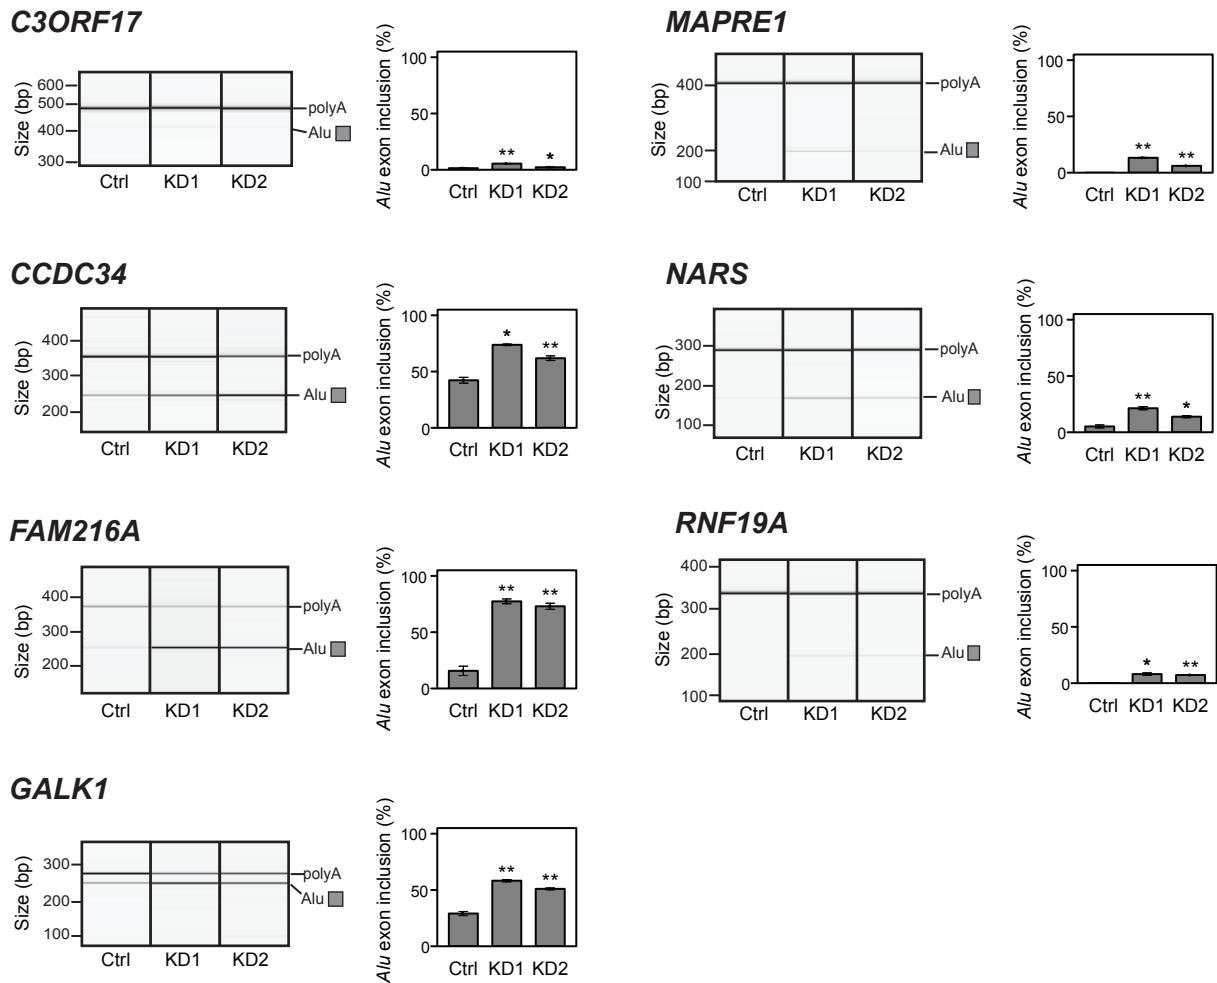 C3ORF17
Size (bp)
600
500
400
300
polyA
Alu
Ctrl KD1 KD2
Alu exon inclusion (%)
100
50
0
** *
Ctrl KD1 KD2
MAPRE1
Size (bp)
400
200
100
polyA
Alu
Ctrl KD1 KD2
Alu exon inclusion (%)
100
50
0
** **
Ctrl KD1 KD2
CCDC34
Size (bp)
400
300
200
polyA
Alu
Ctrl KD1 KD2
Alu exon inclusion (%)
100
50
0
* **
Ctrl KD1 KD2
NARS
Size (bp)
300
200
100
polyA
Alu
Ctrl KD1 KD2
Alu exon inclusion (%)
100
50
0
** *
Ctrl KD1 KD2
FAM216A
Size (bp)
400
300
200
polyA
Alu
Ctrl KD1 KD2
Alu exon inclusion (%)
100
50
0
** **
Ctrl KD1 KD2
RNF19A
Size (bp)
400
300
200
100
polyA
Alu
Ctrl KD1 KD2
Alu exon inclusion (%)
100
50
0
* **
Ctrl KD1 KD2
GALK1
Size (bp)
300
200
100
polyA
Alu
Ctrl KD1 KD2
Alu exon inclusion (%)
100
50
0
** **
Ctrl KD1 KD2